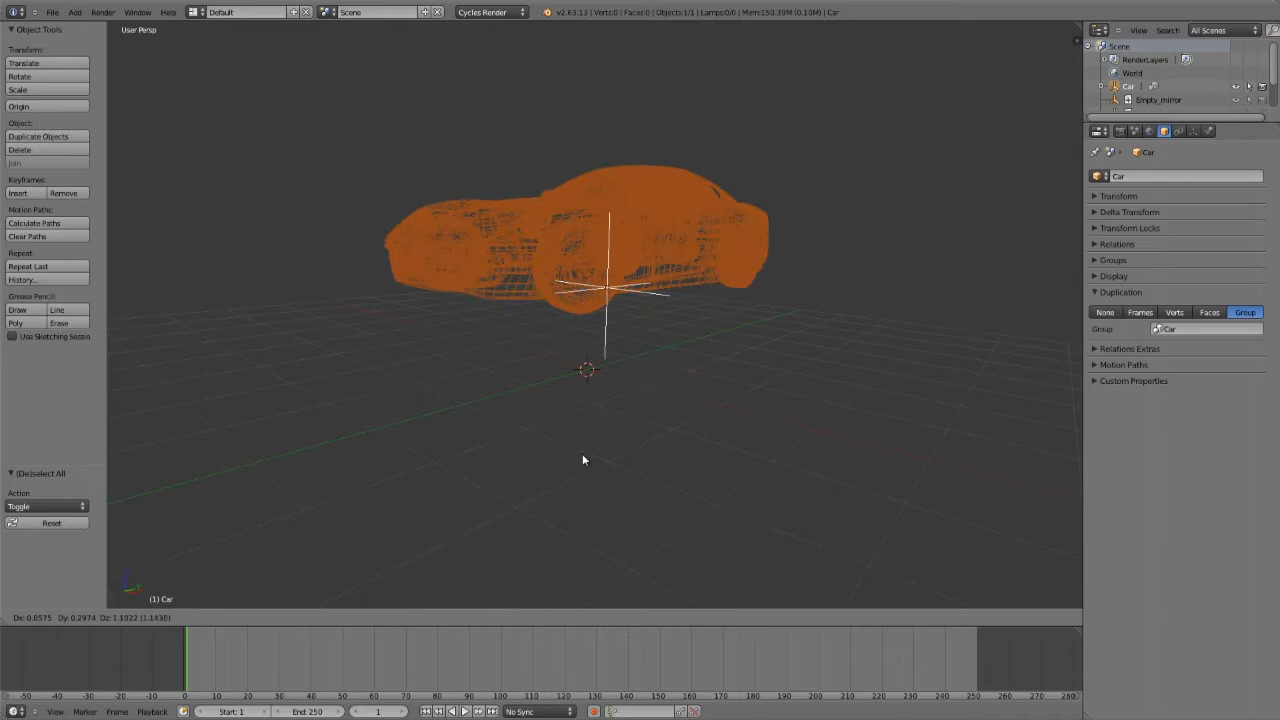 File Add Render Window Help Default Scene Cycles Render v2.63.13 | Verts:0 | Faces:0 | Objects:1/1 | Lamps:0/0 | Mem:150.39M (0.10M) | Car
Object Tools
Transform:
Translate
Rotate
Scale
Origin
Object:
Duplicate Objects
Delete
Join
Keyframes:
Insert Remove
Motion Paths:
Calculate Paths
Clear Paths
Repeat:
Repeat Last
History...
Grease Pencil:
Draw Line
Poly Erase
Use Sketching Sessio
(De)select All
Action
Toggle
Reset
User Persp
(1) Car
Dx: 0.0575 Dy: 0.2974 Dz: 1.1022 (1.1430)
View Search All Scenes
Scene
RenderLayers
World
Car
Empty_mirror
Car
Car
Transform
Delta Transform
Transform Locks
Relations
Groups
Display
Duplication
None Frames Verts Faces Group
Group: Car
Relations Extras
Motion Paths
Custom Properties
-50 -40 -30 -20 -10 0 10 20 30 40 50 60 70 80 90 100 110 120 130 140 150 160 170 180 190 200 210 220 230 240 250 260 270 280
View Marker Frame Playback Start: 1 End: 250 1 No Sync